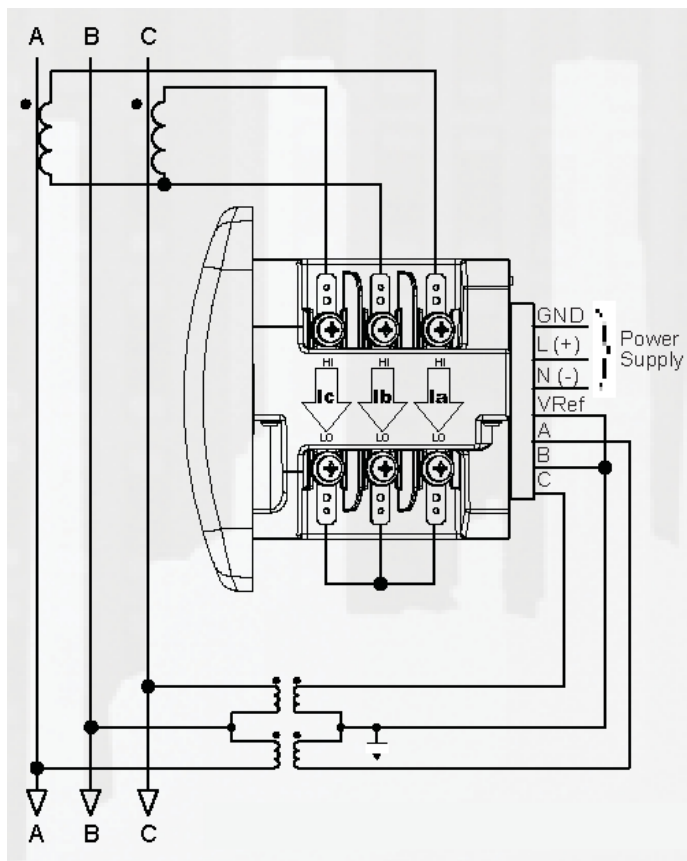 A B C
GND
L (+)
N (-)
Power
Supply
VRef
A
B
C
HI HI HI
Ic Ib Ia
LO LO LO
A B C